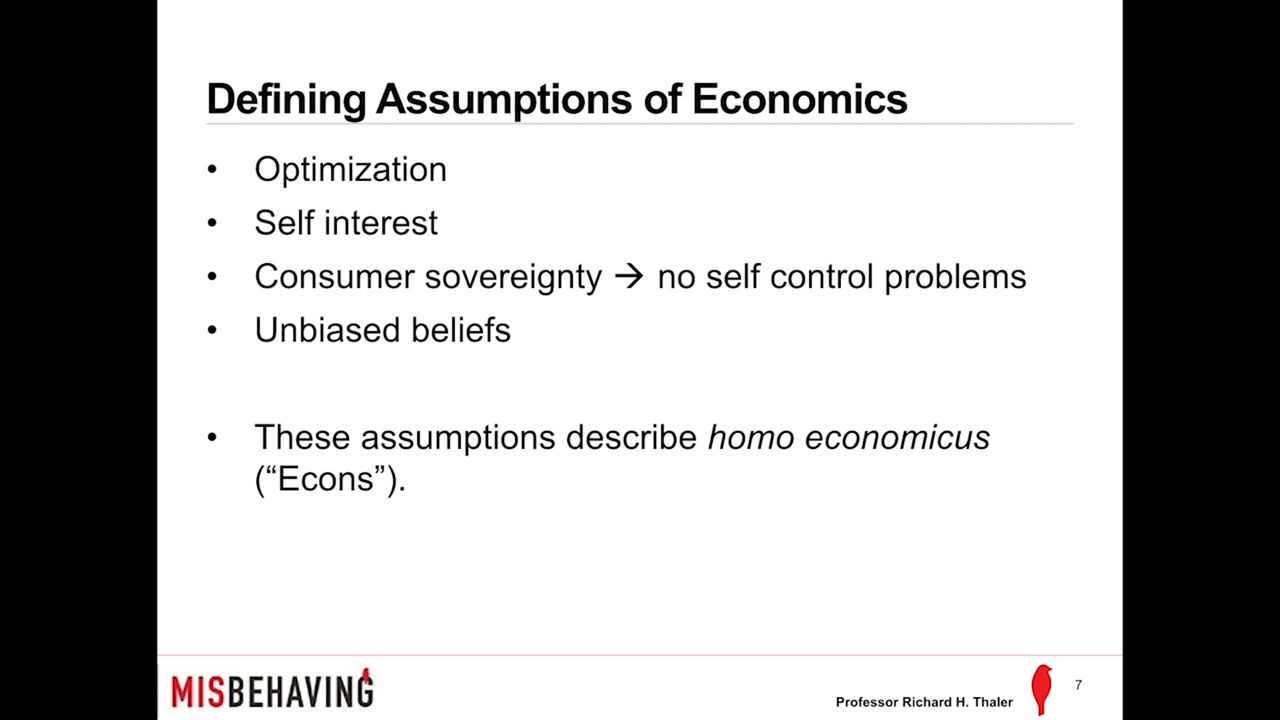 Defining Assumptions of Economics
• Optimization
• Self interest
• Consumer sovereignty → no self control problems
• Unbiased beliefs
• These assumptions describe homo economicus
(“Econs”).
MISBEHAVING
Professor Richard H. Thaler
7